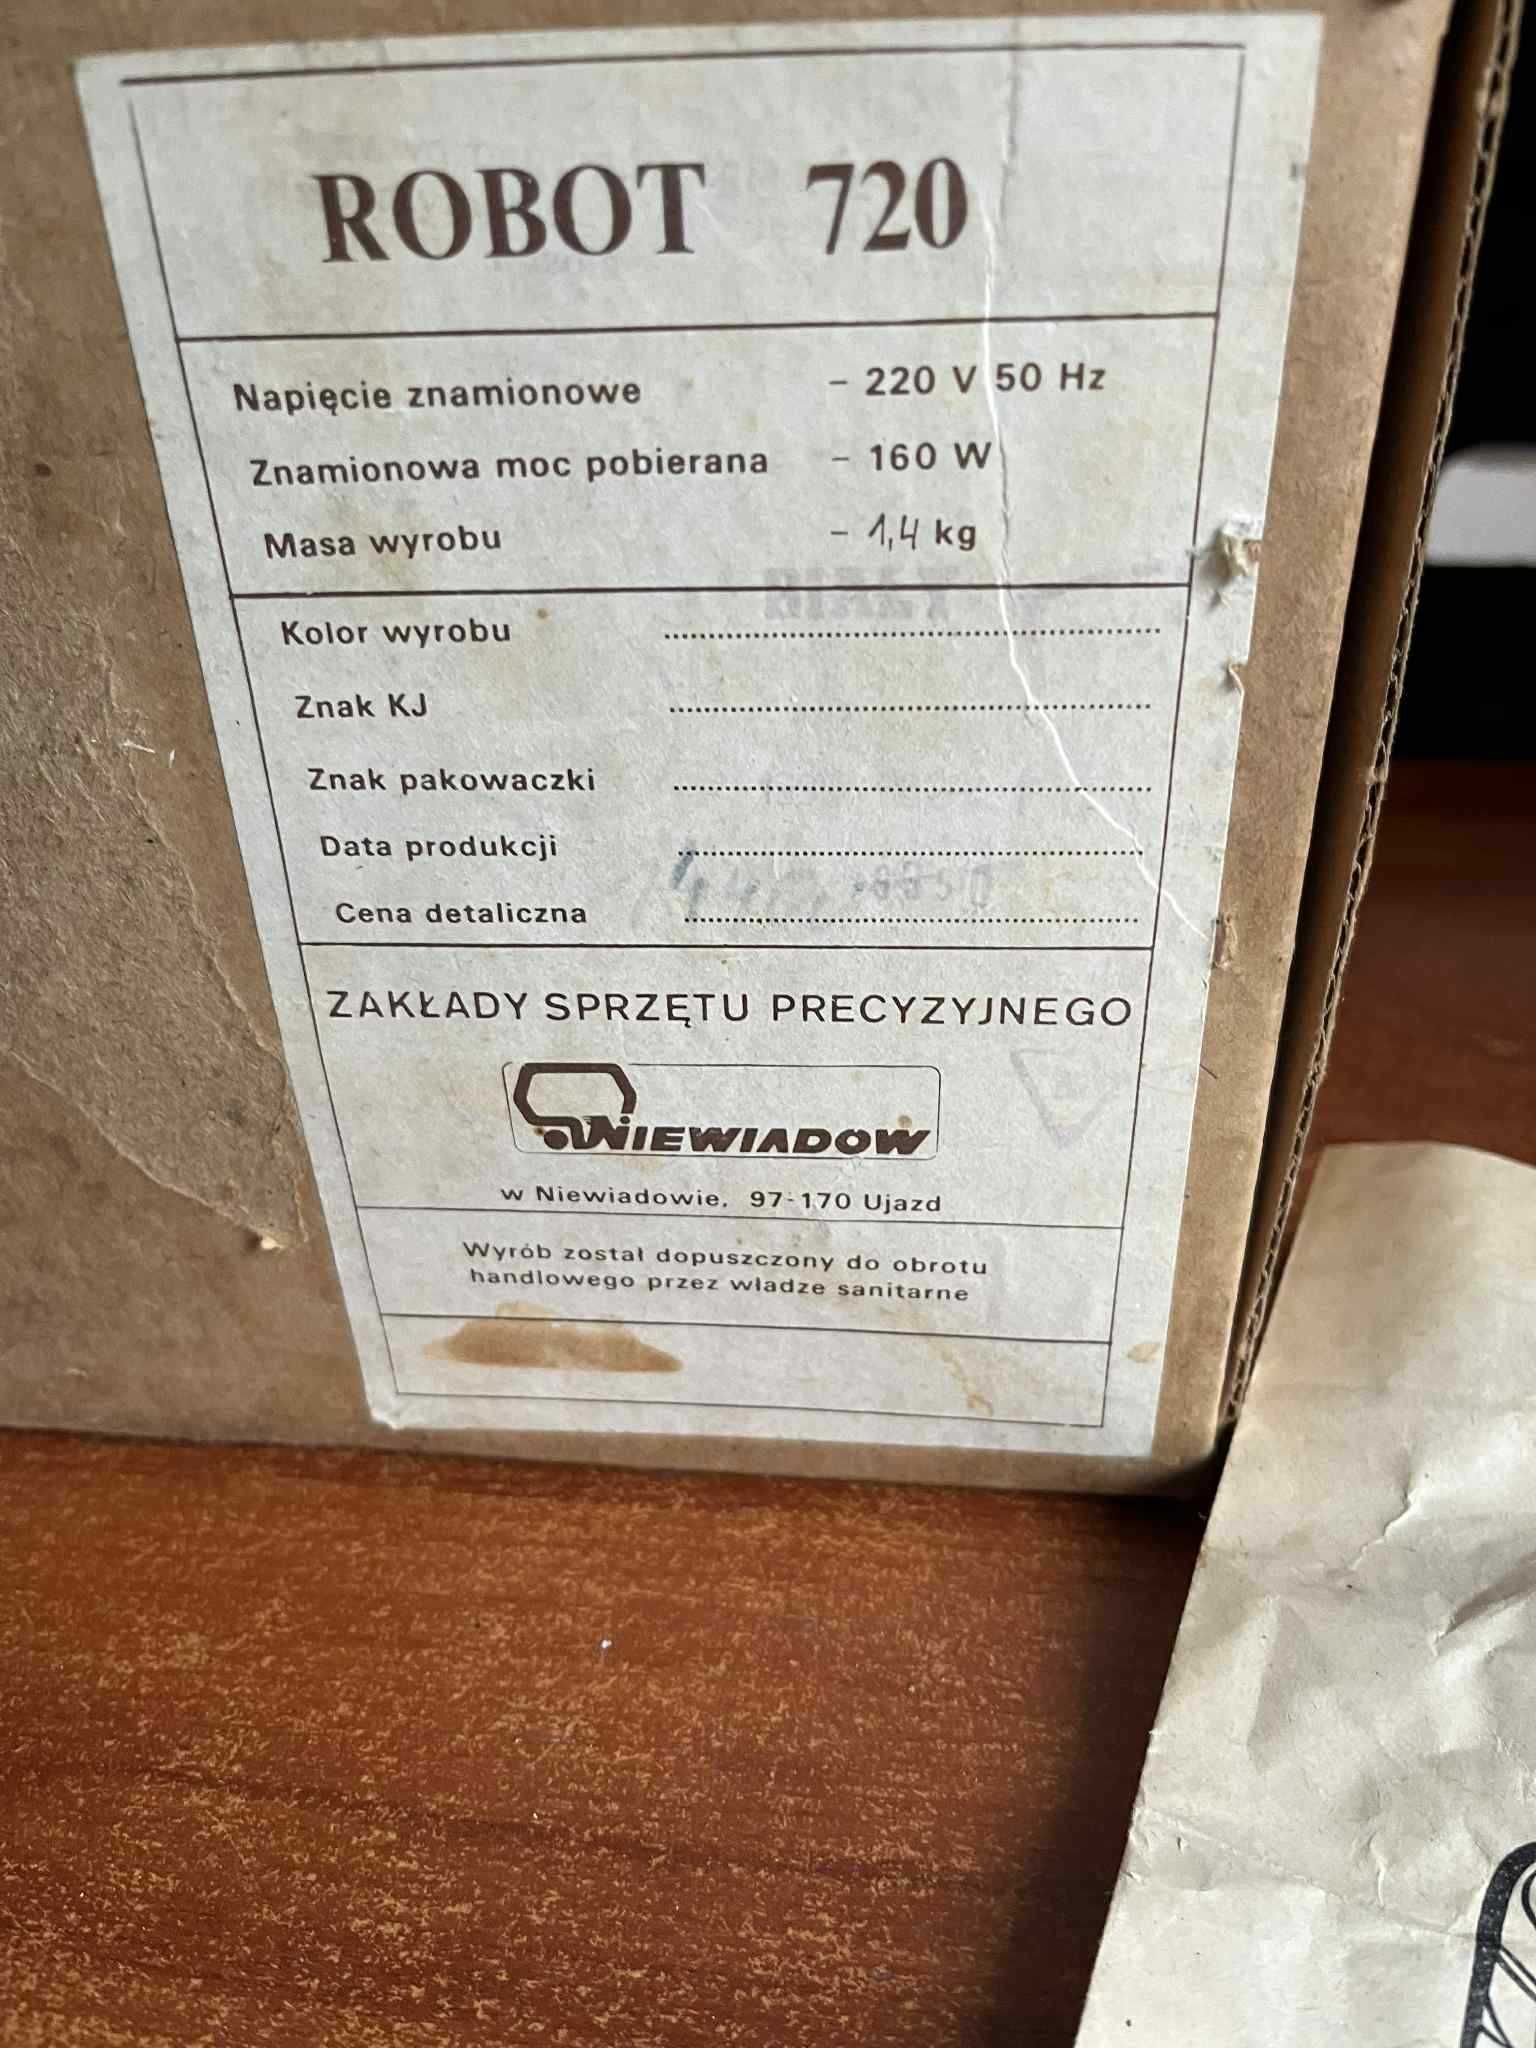 ROBOT 720
Napięcie znamionowe - 220 V 50 Hz
Znamionowa moc pobierana - 160 W
Masa wyrobu - 1,4 kg
Kolor wyrobu ..........
Znak KJ ..........
Znak pakowaczki ..........
Data produkcji ..........
Cena detaliczna ..........
ZAKŁADY SPRZĘTU PRECYZYJNEGO
NIEWIADÓW
w Niewiadowie, 97-170 Ujazd
Wyrób został dopuszczony do obrotu
handlowego przez władze sanitarne